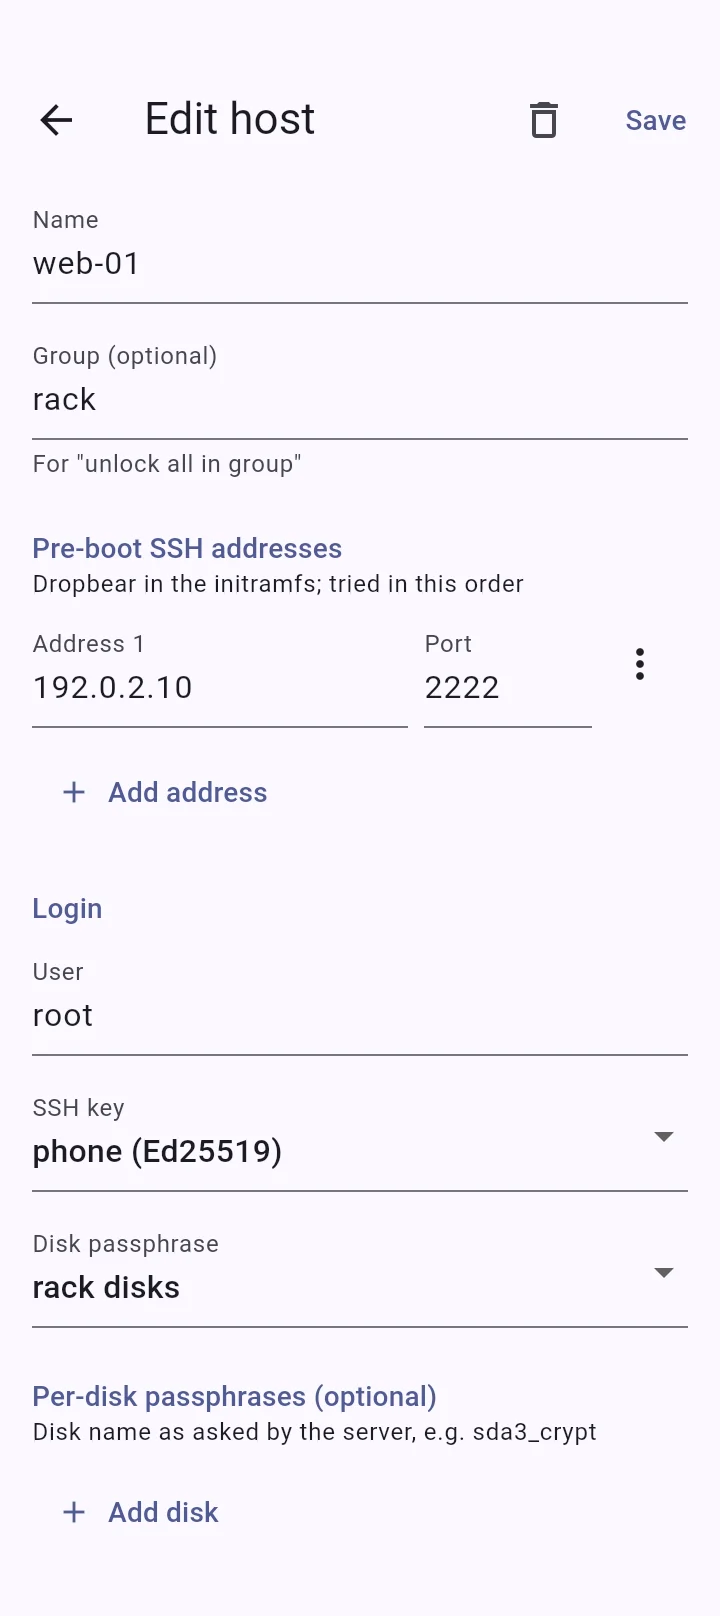 Edit host
Save
Name
web-01
Group (optional)
rack
For "unlock all in group"
Pre-boot SSH addresses
Dropbear in the initramfs; tried in this order
Address 1
Port
192.0.2.10
2222
Add address
Login
User
root
SSH key
phone (Ed25519)
Disk passphrase
rack disks
Per-disk passphrases (optional)
Disk name as asked by the server, e.g. sda3_crypt
Add disk